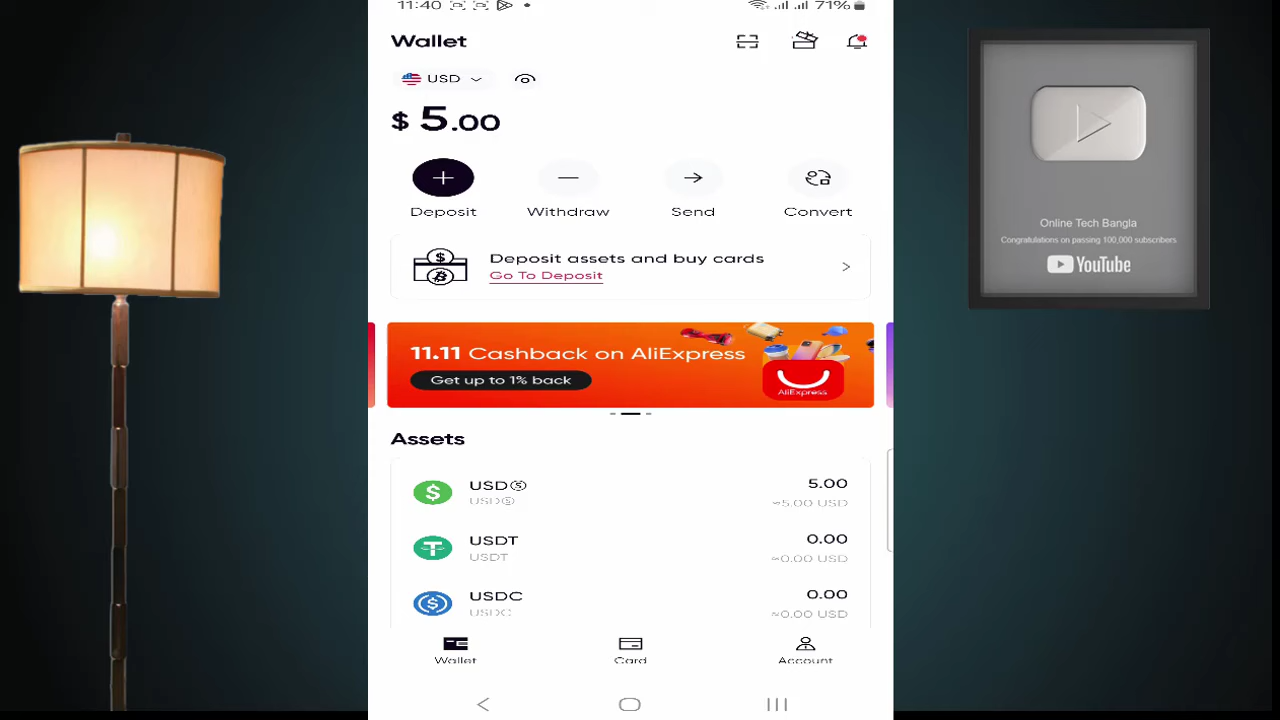 11:40
71%
Wallet
USD
$ 5.00
Deposit
Withdraw
Send
Convert
Deposit assets and buy cards
Go To Deposit
11.11 Cashback on AliExpress
Get up to 1% back
AliExpress
Assets
USDⓈ
5.00
USDⓈ
≈5.00 USD
USDT
0.00
USDT
≈0.00 USD
USDC
0.00
USDC
≈0.00 USD
Wallet
Card
Account
Online Tech Bangla
Congratulations on passing 100,000 subscribers
YouTube